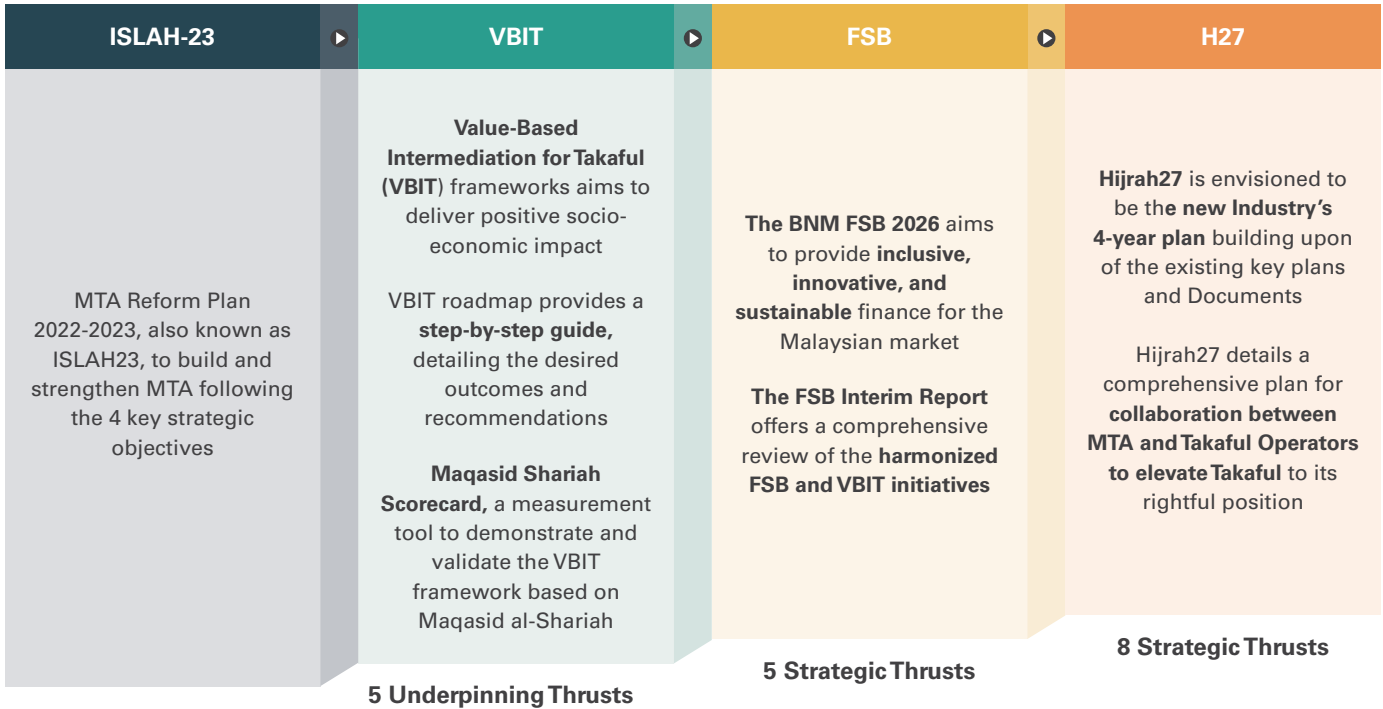 ISLAH-23
MTA Reform Plan
2022-2023, also known as
ISLAH23, to build and
strengthen MTA following
the 4 key strategic
objectives
VBIT
Value-Based
Intermediation for Takaful
(VBIT) frameworks aims to
deliver positive socio-
economic impact
VBIT roadmap provides a
step-by-step guide,
detailing the desired
outcomes and
recommendations
Maqasid Shariah
Scorecard, a measurement
tool to demonstrate and
validate the VBIT
framework based on
Maqasid al-Shariah
5 Underpinning Thrusts
FSB
The BNM FSB 2026 aims
to provide inclusive,
innovative, and
sustainable finance for the
Malaysian market
The FSB Interim Report
offers a comprehensive
review of the harmonized
FSB and VBIT initiatives
5 Strategic Thrusts
H27
Hijrah27 is envisioned to
be the new Industry's
4-year plan building upon
of the existing key plans
and Documents
Hijrah27 details a
comprehensive plan for
collaboration between
MTA and Takaful Operators
to elevate Takaful to its
rightful position
8 Strategic Thrusts